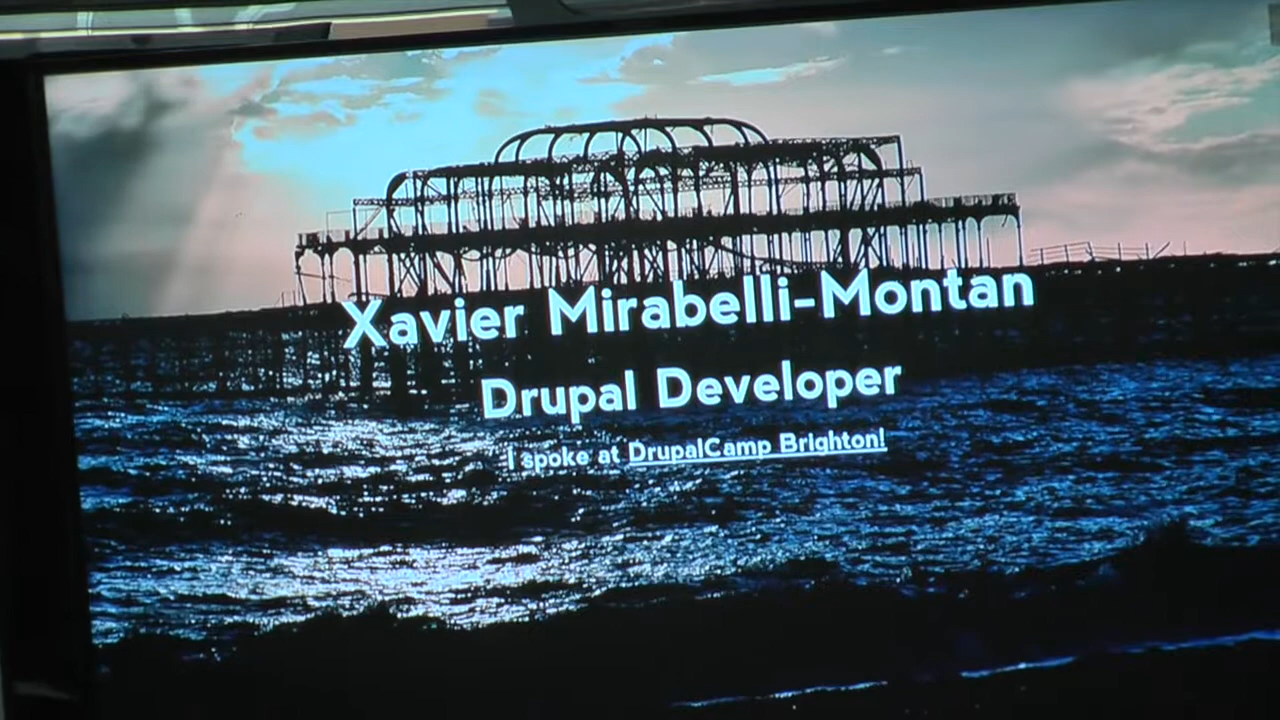 Xavier Mirabelli-Montan
Drupal Developer
I spoke at DrupalCamp Brighton!